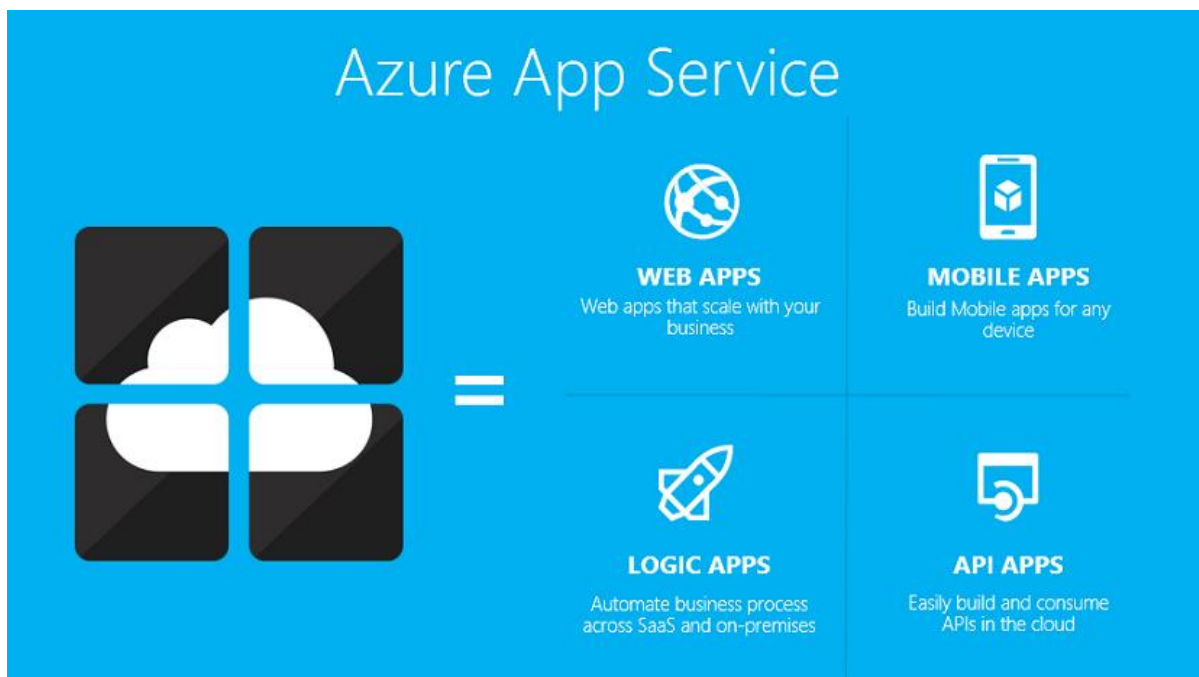 Azure App Service
WEB APPS
Web apps that scale with your
business
MOBILE APPS
Build Mobile apps for any
device
=
LOGIC APPS
Automate business process
across SaaS and on-premises
API APPS
Easily build and consume
APIs in the cloud